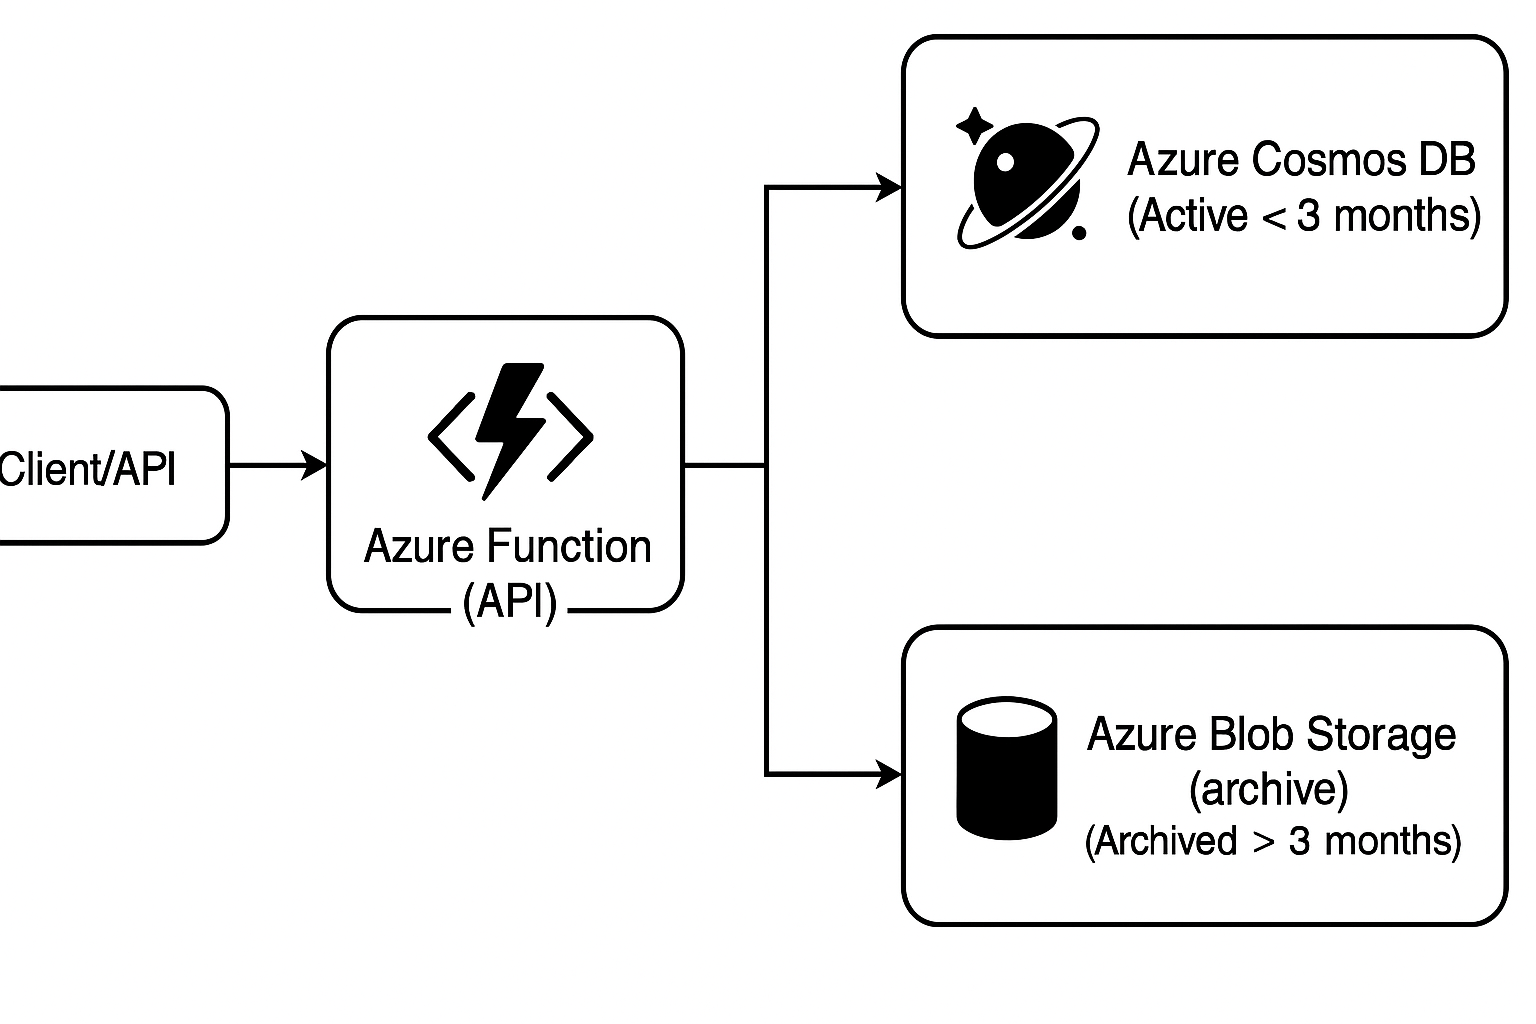 Client/API
Azure Function
(API)
Azure Cosmos DB
(Active < 3 months)
Azure Blob Storage
(archive)
(Archived > 3 months)